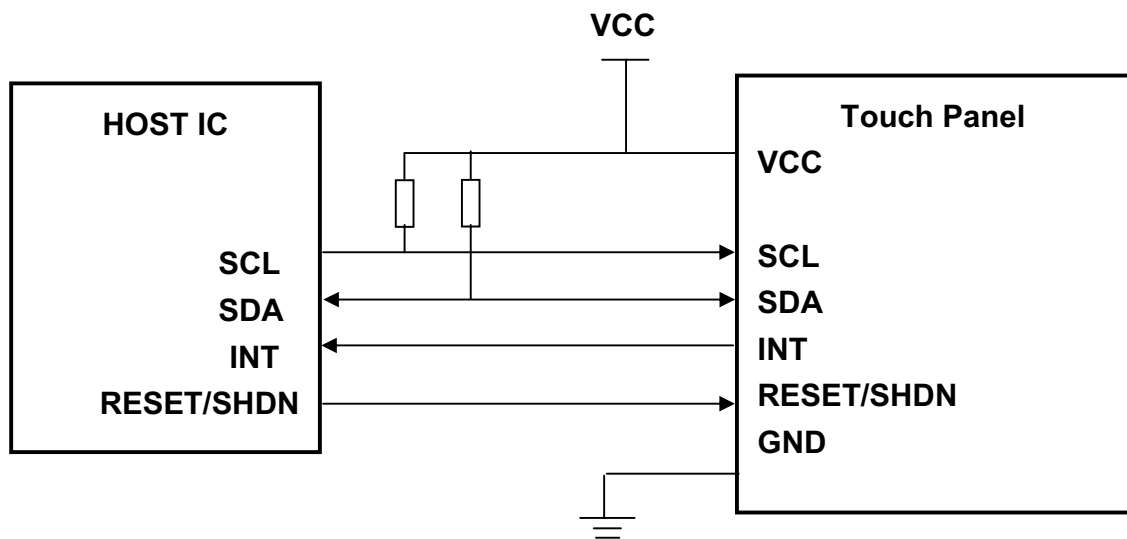 VCC
HOST IC
SCL
SDA
INT
RESET/SHDN
Touch Panel
VCC
SCL
SDA
INT
RESET/SHDN
GND